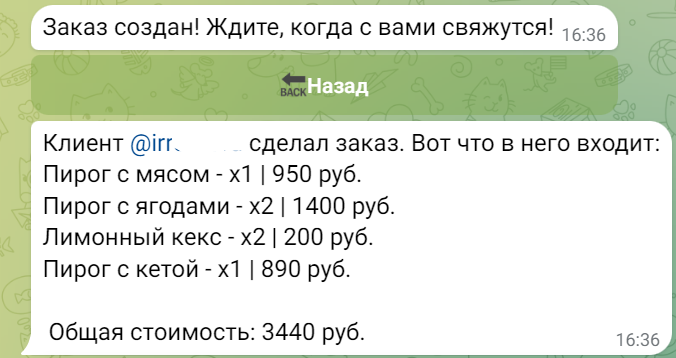 Заказ создан! Ждите, когда с вами свяжутся! 16:36
BACK Назад
Клиент @irr сделал заказ. Вот что в него входит:
Пирог с мясом - x1 | 950 руб.
Пирог с ягодами - x2 | 1400 руб.
Лимонный кекс - x2 | 200 руб.
Пирог с кетой - x1 | 890 руб.
Общая стоимость: 3440 руб. 16:36